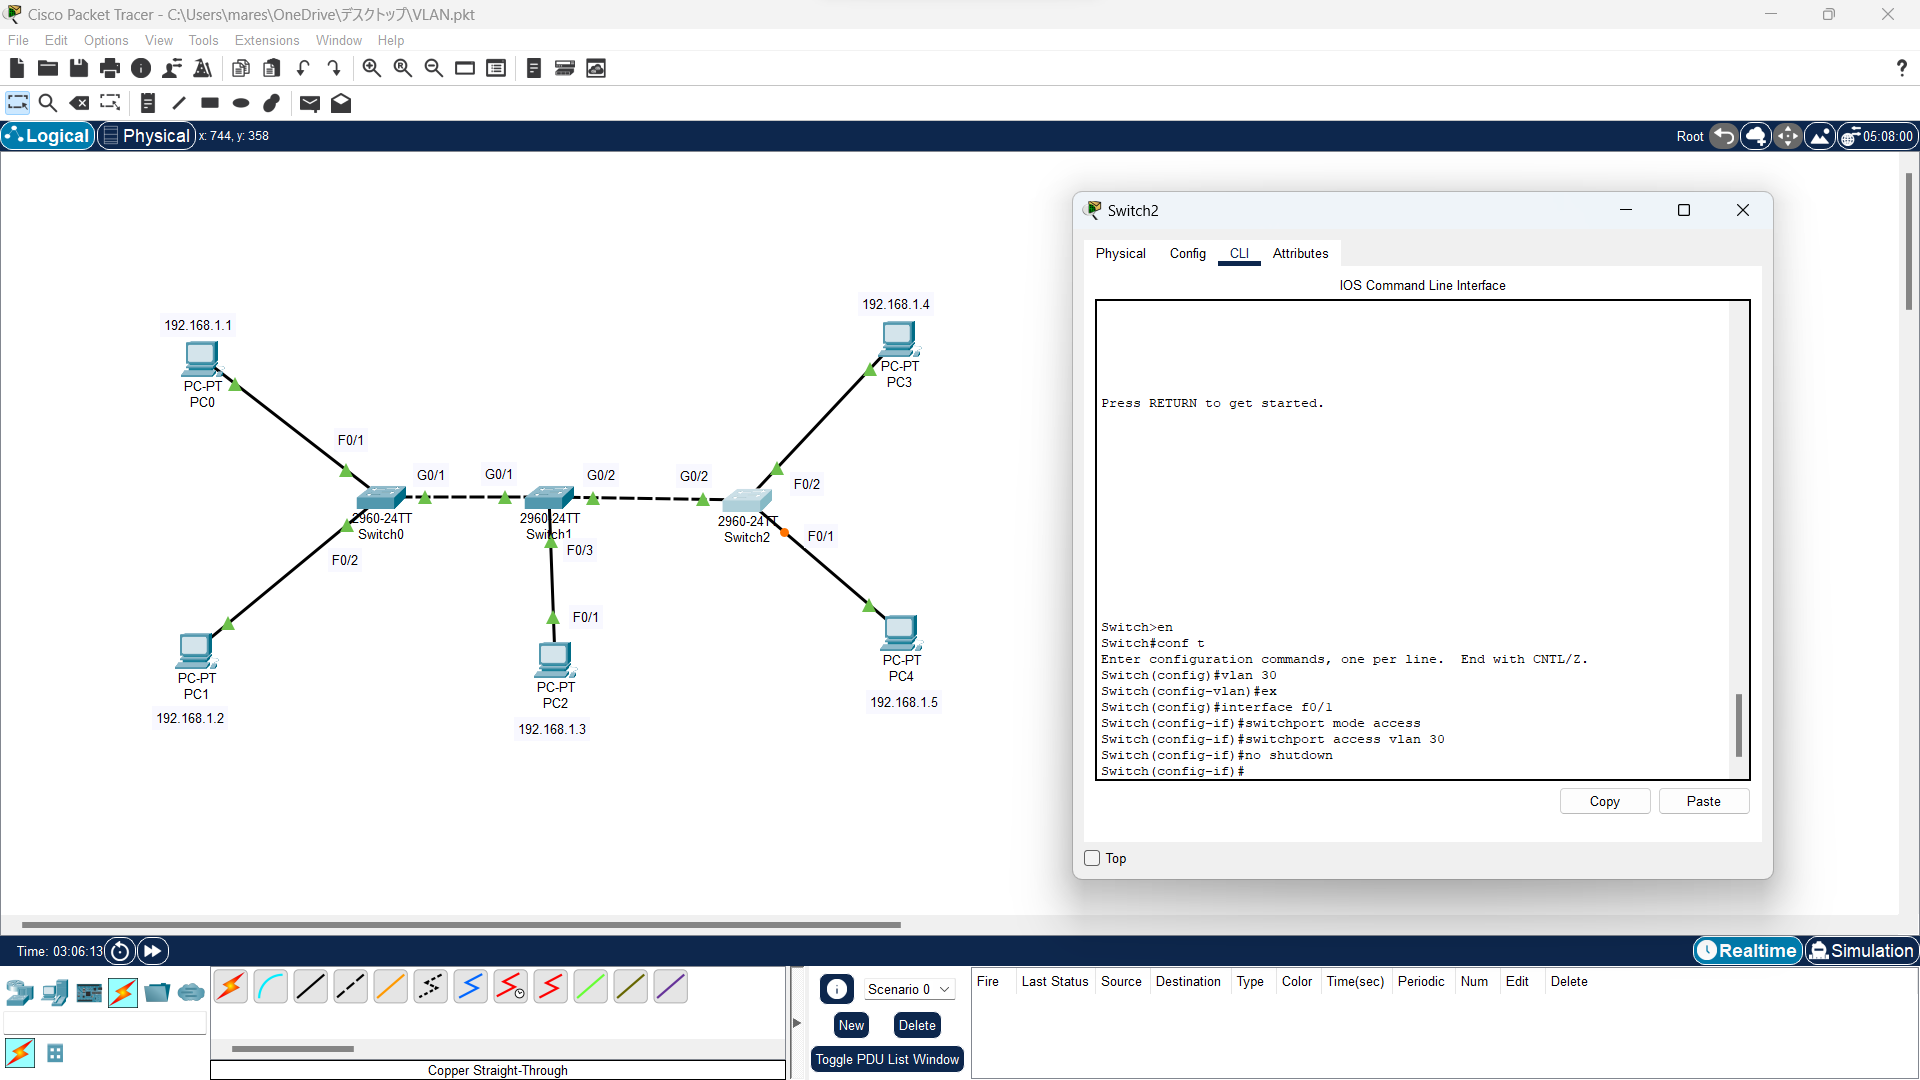 Cisco Packet Tracer - C:\Users\mares\OneDrive\デスクトップ\VLAN.pkt
File Edit Options View Tools Extensions Window Help
Logical Physical x: 744, y: 358 Root 05:08:00
192.168.1.1
PC-PT
PC0
F0/1
G0/1
G0/1
G0/2
G0/2
192.168.1.4
PC-PT
PC3
F0/2
2960-24TT
Switch0
2960-24TT
Switch1
2960-24TT
Switch2
F0/1
F0/2
F0/3
F0/1
PC-PT
PC1
192.168.1.2
PC-PT
PC2
192.168.1.3
PC-PT
PC4
192.168.1.5
Switch2
Physical Config CLI Attributes
IOS Command Line Interface
Press RETURN to get started.
Switch>en
Switch#conf t
Enter configuration commands, one per line.  End with CNTL/Z.
Switch(config)#vlan 30
Switch(config-vlan)#ex
Switch(config)#interface f0/1
Switch(config-if)#switchport mode access
Switch(config-if)#switchport access vlan 30
Switch(config-if)#no shutdown
Switch(config-if)#
Copy Paste
Top
Time: 03:06:13 Realtime Simulation
Scenario 0
New Delete
Toggle PDU List Window
Fire Last Status Source Destination Type Color Time(sec) Periodic Num Edit Delete
Copper Straight-Through